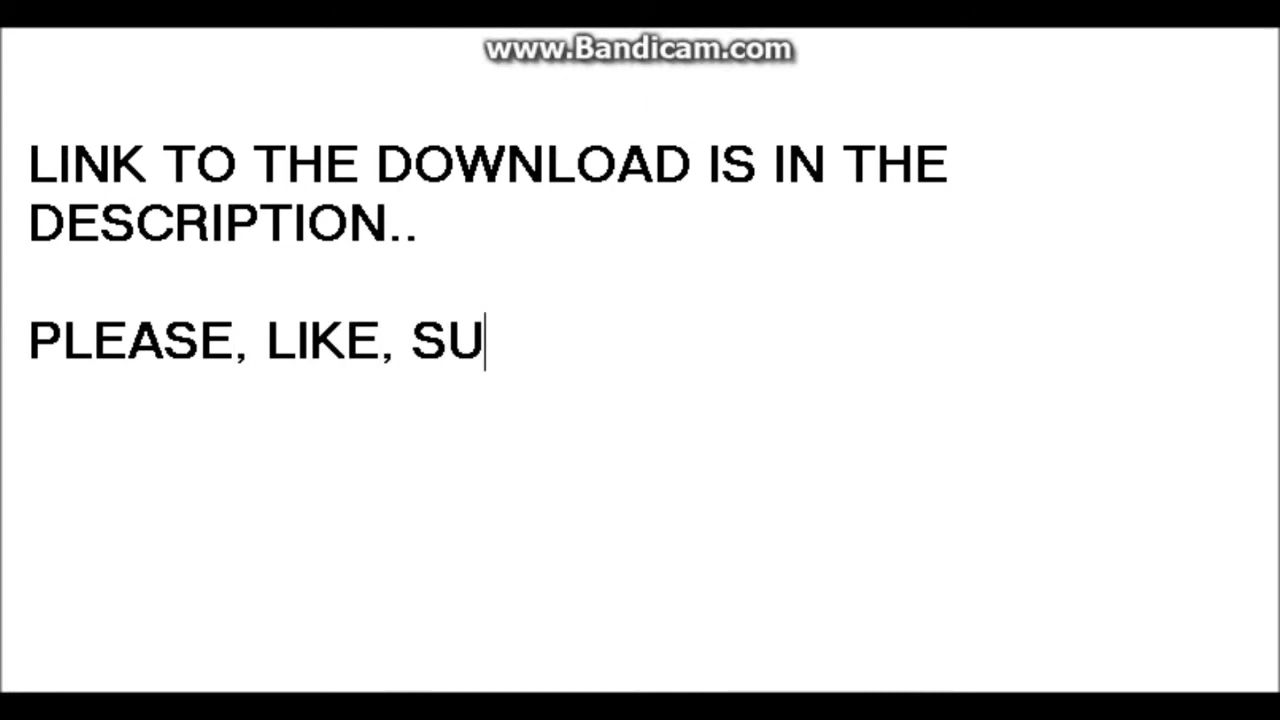 www.Bandicam.com
LINK TO THE DOWNLOAD IS IN THE
DESCRIPTION..
PLEASE, LIKE, SU